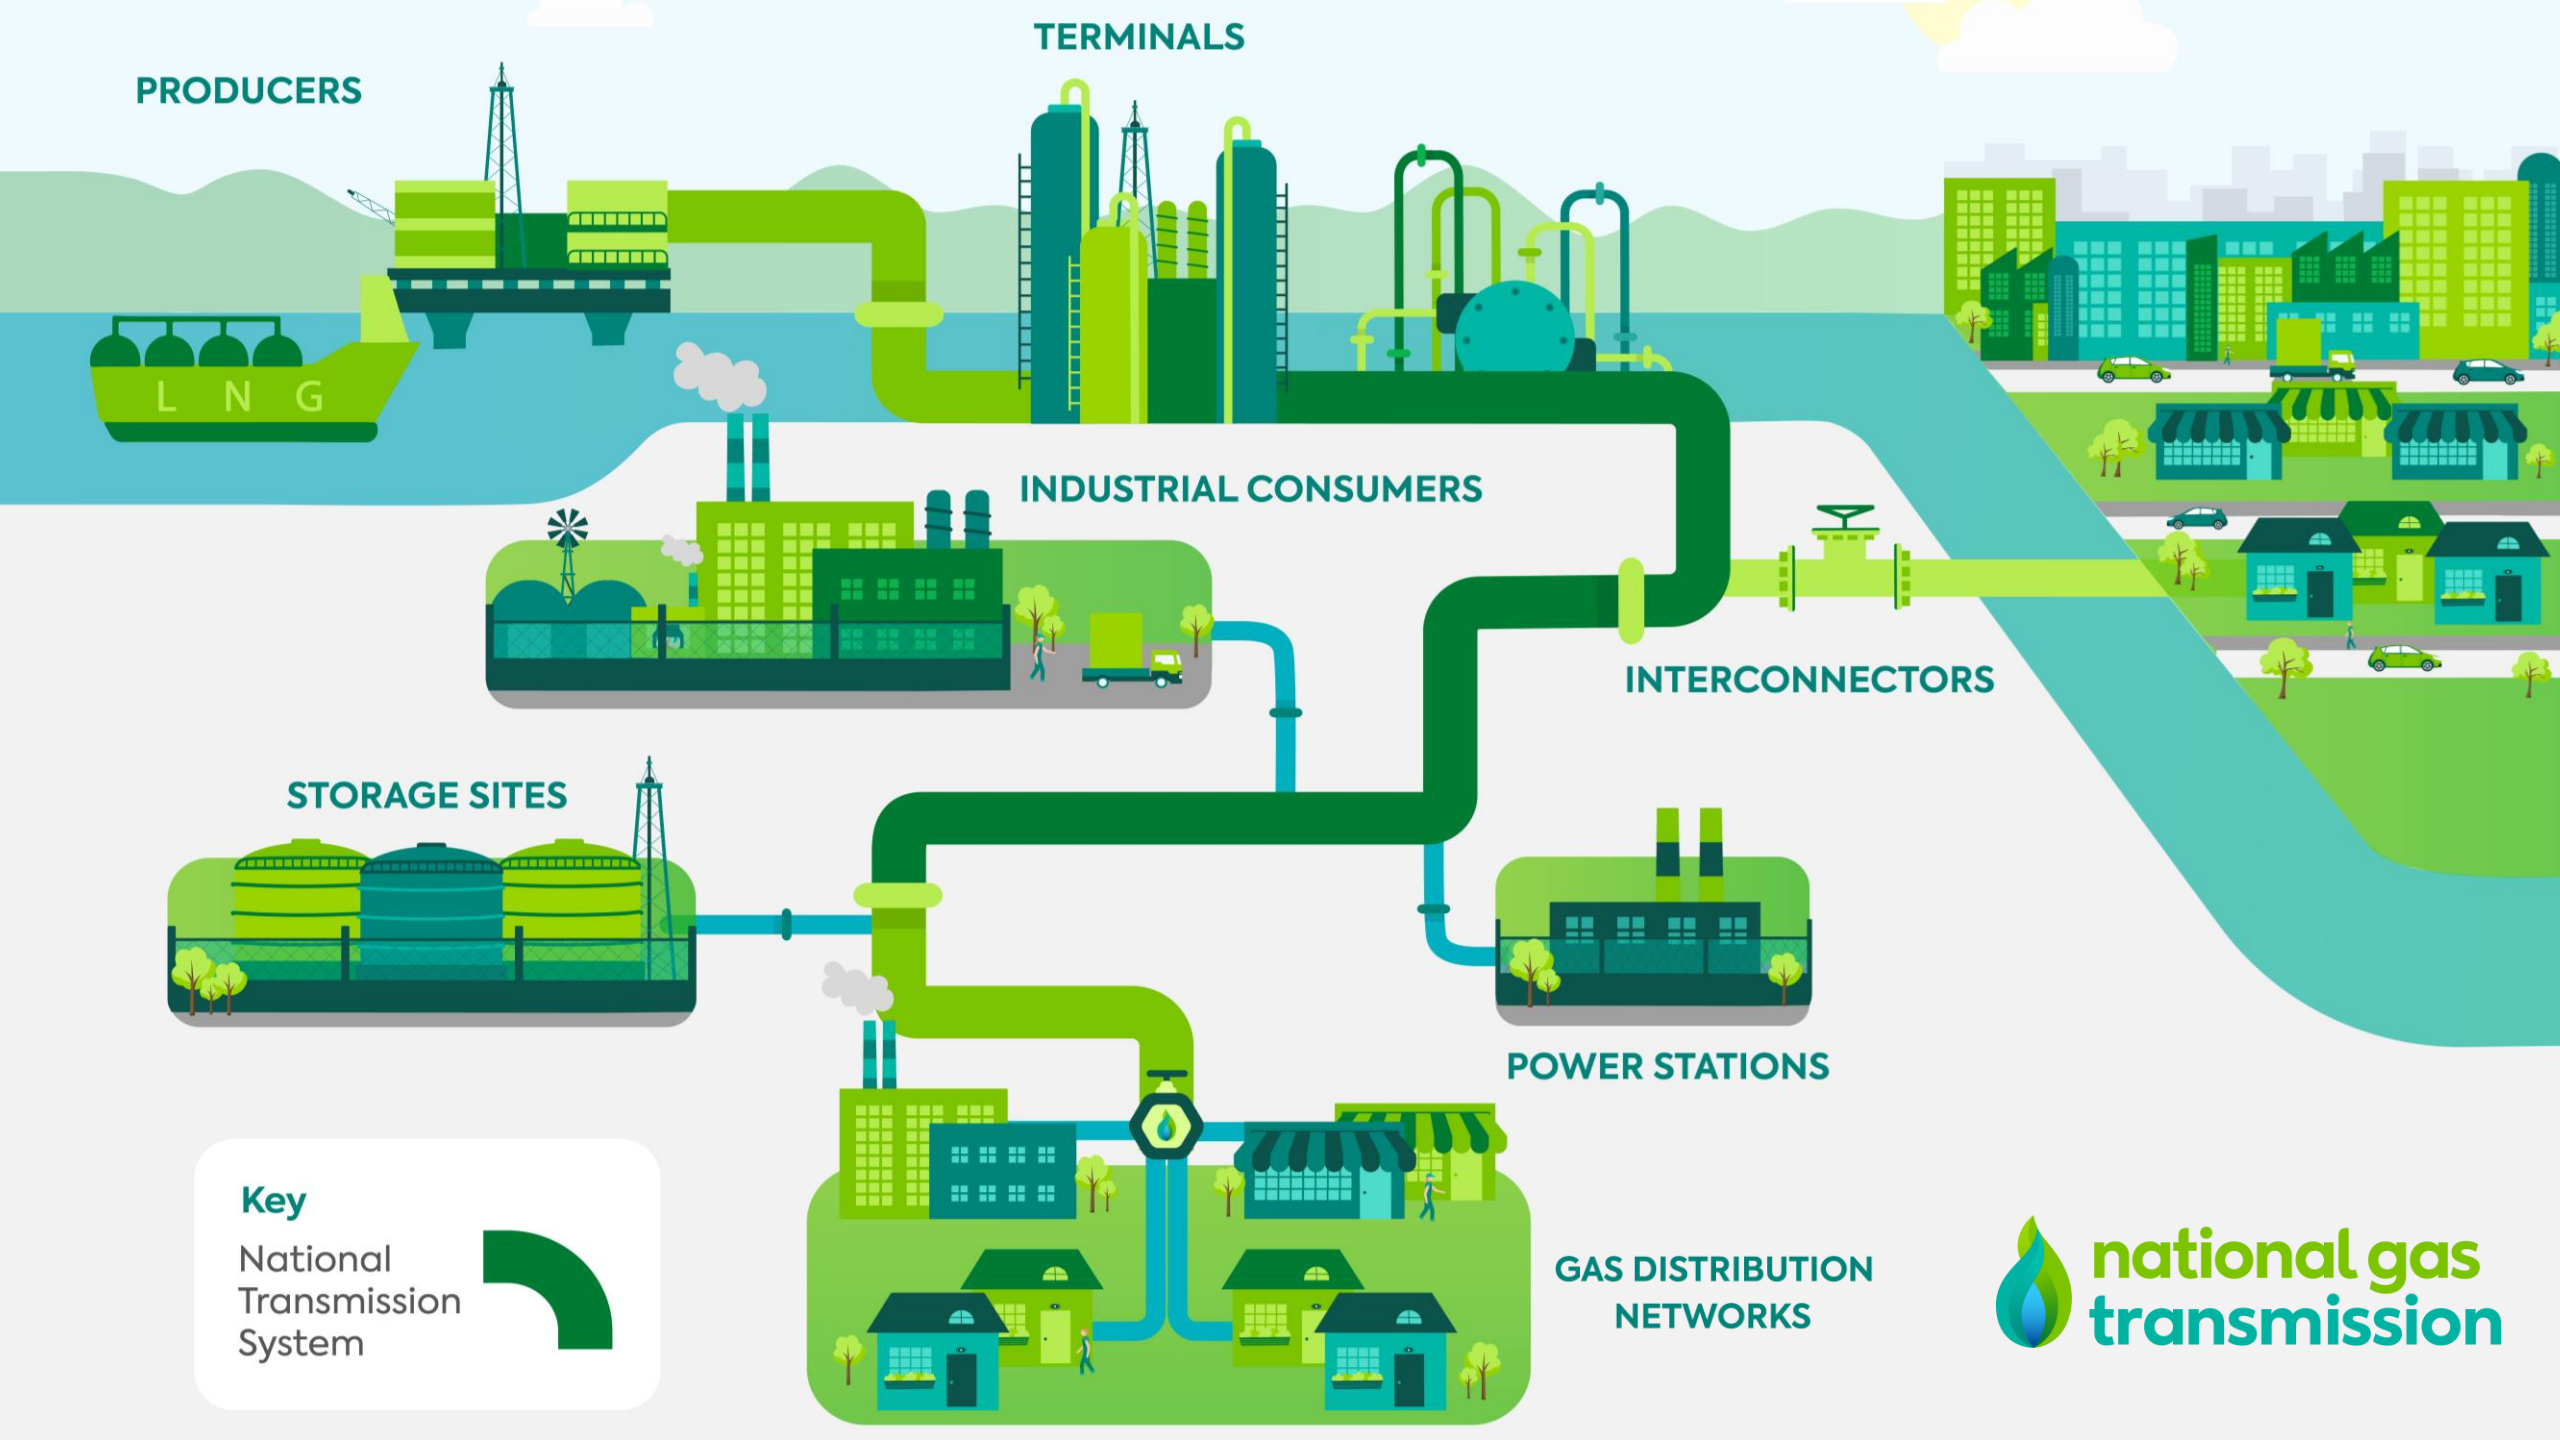 TERMINALS
PRODUCERS
L N G
INDUSTRIAL CONSUMERS
INTERCONNECTORS
STORAGE SITES
POWER STATIONS
Key
National
Transmission
System
GAS DISTRIBUTION
NETWORKS
national gas
transmission